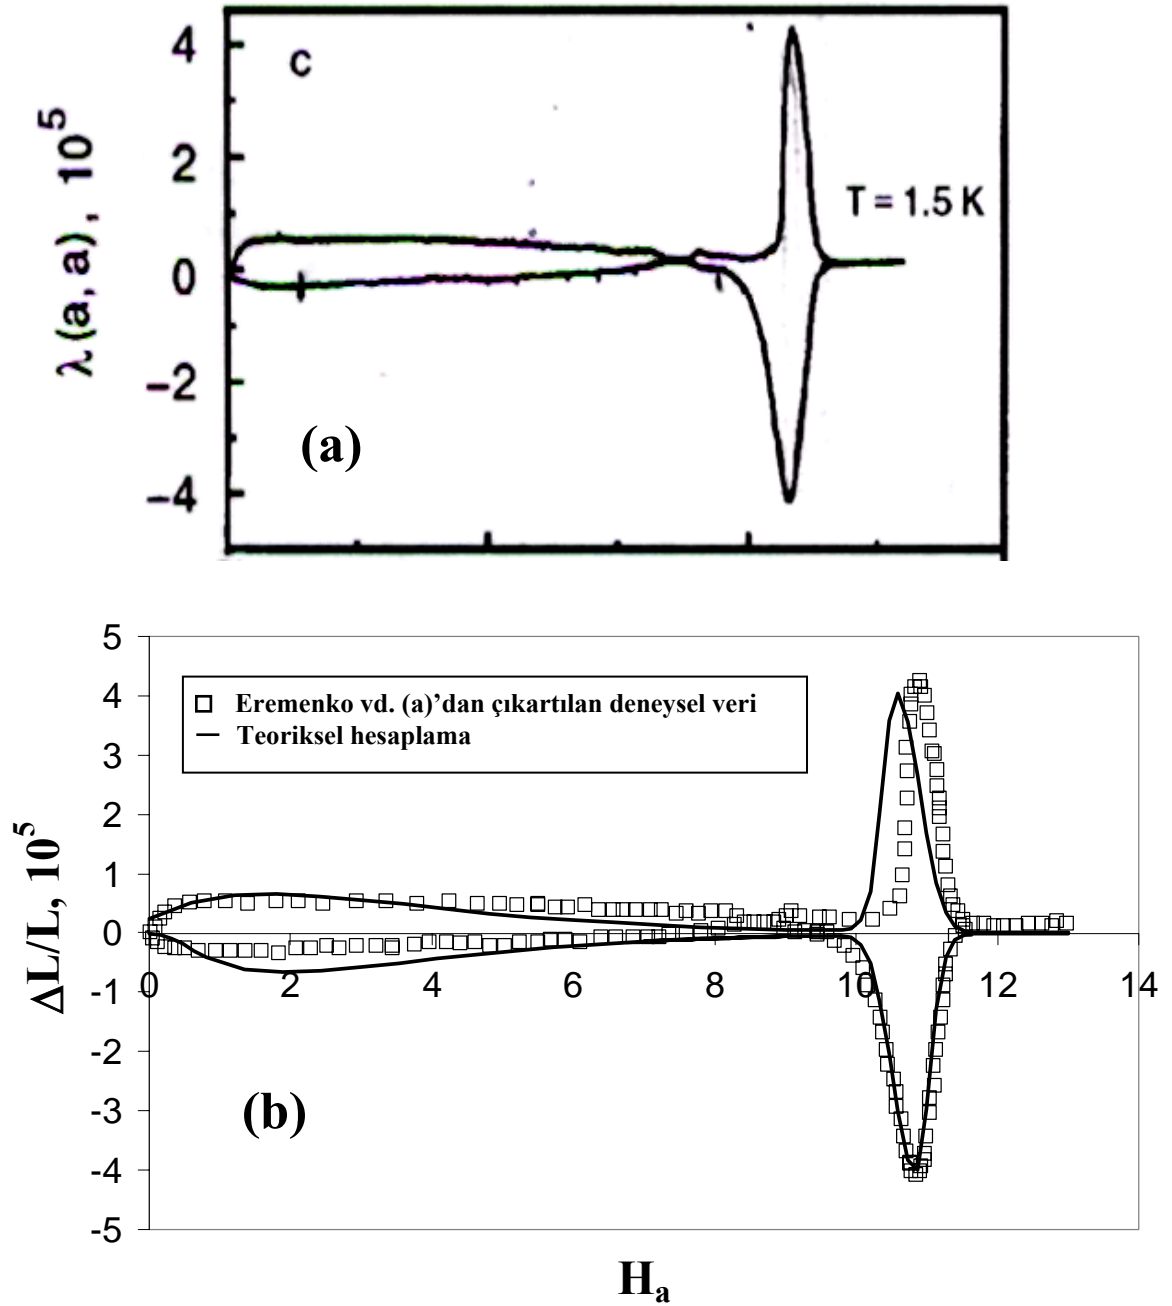 4
C
λ (a, a), 10⁵
2
T = 1.5 K
0
−2
(a)
−4
5
4
Eremenko vd. (a)’dan çıkartılan deneysel veri
Teoriksel hesaplama
3
2
1
ΔL/L, 10⁵
0
0 2 4 6 8 10 12 14
-1
-2
-3
(b)
-4
-5
Hₐ